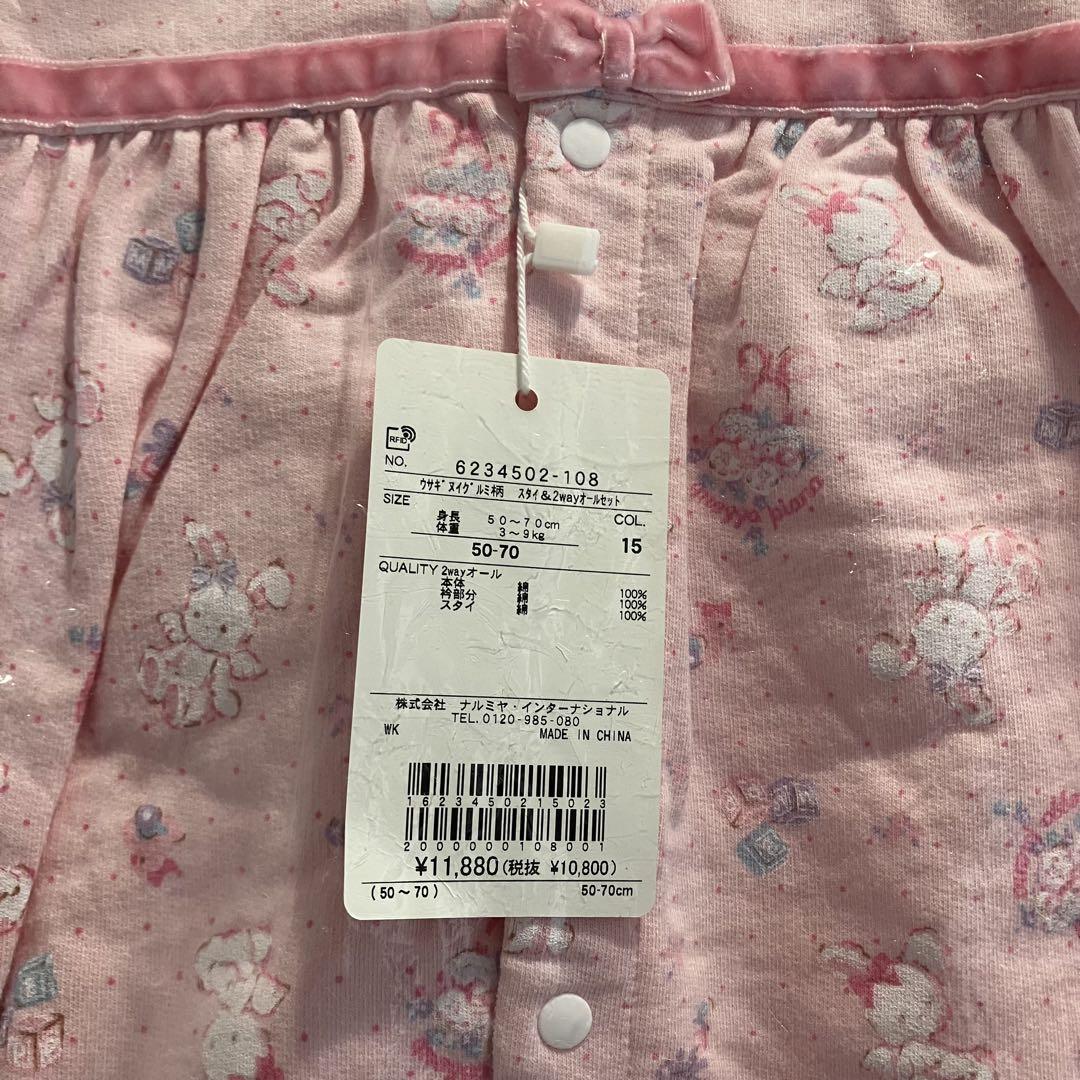 RFID
NO. 6234502-108
ウサギヌイグルミ柄 スタイ&2wayオールセット
SIZE 身長 50~70cm COL.
体重 3~9kg 15
50-70
QUALITY 2wayオール
本体 綿 100%
衿部分 綿 100%
スタイ 綿 100%
株式会社 ナルミヤ・インターナショナル
TEL.0120-985-080
WK MADE IN CHINA
1623450215023
2000000108001
¥11,880(税抜 ¥10,800)
(50~70) 50-70cm